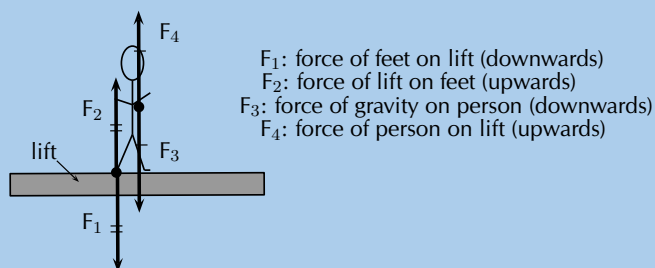 F4
F1: force of feet on lift (downwards)
F2: force of lift on feet (upwards)
F3: force of gravity on person (downwards)
F4: force of person on lift (upwards)
F2
F3
lift
F1